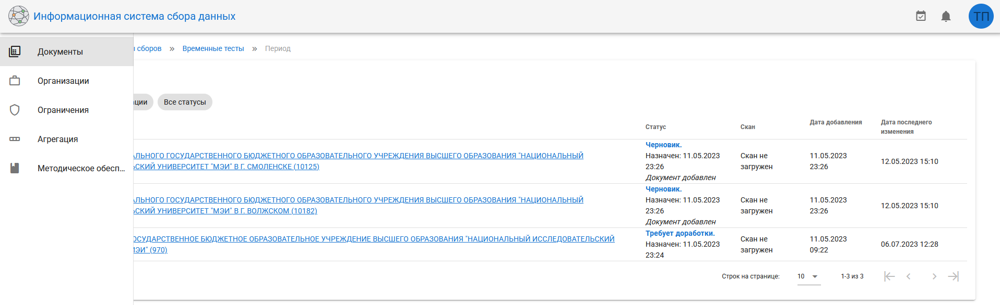 Информационная система сбора данных
ТП
Документы
Организации
Ограничения
Агрегация
Методическое обесп...
сборов » Временные тесты » Период
Все статусы
Статус
Скан
Дата добавления
Дата последнего
изменения
АЛЬНОГО ГОСУДАРСТВЕННОГО БЮДЖЕТНОГО ОБРАЗОВАТЕЛЬНОГО УЧРЕЖДЕНИЯ ВЫСШЕГО ОБРАЗОВАНИЯ "НАЦИОНАЛЬНЫЙ
ЬСКИЙ УНИВЕРСИТЕТ "МЭИ" В Г. СМОЛЕНСКЕ (10125)
Черновик.
Назначен: 11.05.2023
23:26
Документ добавлен
Скан не
загружен
11.05.2023
23:26
12.05.2023 15:10
АЛЬНОГО ГОСУДАРСТВЕННОГО БЮДЖЕТНОГО ОБРАЗОВАТЕЛЬНОГО УЧРЕЖДЕНИЯ ВЫСШЕГО ОБРАЗОВАНИЯ "НАЦИОНАЛЬНЫЙ
ЬСКИЙ УНИВЕРСИТЕТ "МЭИ" В Г. ВОЛЖСКОМ (10182)
Черновик.
Назначен: 11.05.2023
23:26
Документ добавлен
Скан не
загружен
11.05.2023
23:26
12.05.2023 15:10
ОСУДАРСТВЕННОЕ БЮДЖЕТНОЕ ОБРАЗОВАТЕЛЬНОЕ УЧРЕЖДЕНИЕ ВЫСШЕГО ОБРАЗОВАНИЯ "НАЦИОНАЛЬНЫЙ ИССЛЕДОВАТЕЛЬСКИЙ
МЭИ" (970)
Требует доработки.
Назначен: 11.05.2023
23:24
Скан не
загружен
11.05.2023
09:22
06.07.2023 12:28
Строк на странице: 10 1-3 из 3